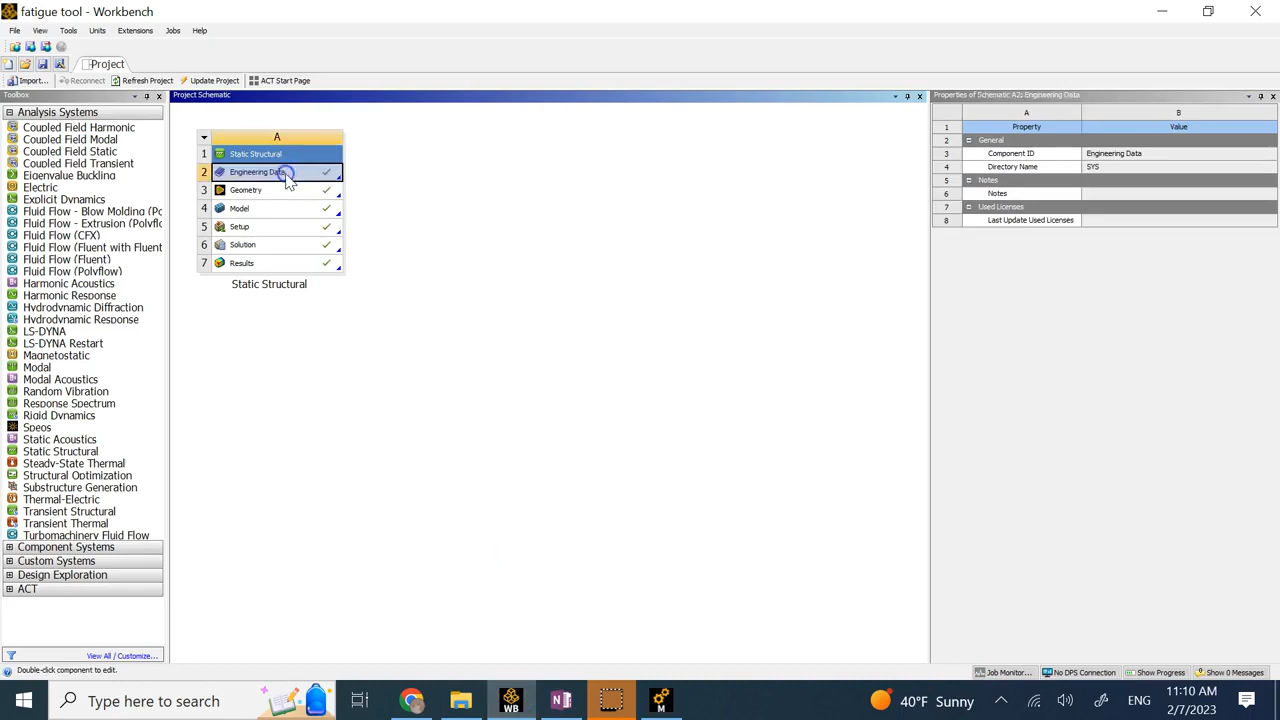 fatigue tool - Workbench
File View Tools Units Extensions Jobs Help
Project
Import... Reconnect Refresh Project Update Project ACT Start Page
Toolbox
Analysis Systems
Coupled Field Harmonic
Coupled Field Modal
Coupled Field Static
Coupled Field Transient
Eigenvalue Buckling
Electric
Explicit Dynamics
Fluid Flow - Blow Molding (Po
Fluid Flow - Extrusion (Polyflo
Fluid Flow (CFX)
Fluid Flow (Fluent with Fluent
Fluid Flow (Fluent)
Fluid Flow (Polyflow)
Harmonic Acoustics
Harmonic Response
Hydrodynamic Diffraction
Hydrodynamic Response
LS-DYNA
LS-DYNA Restart
Magnetostatic
Modal
Modal Acoustics
Random Vibration
Response Spectrum
Rigid Dynamics
Speos
Static Acoustics
Static Structural
Steady-State Thermal
Structural Optimization
Substructure Generation
Thermal-Electric
Transient Structural
Transient Thermal
Turbomachinery Fluid Flow
Component Systems
Custom Systems
Design Exploration
ACT
View All / Customize...
Project Schematic
A
1 Static Structural
2 Engineering Data
3 Geometry
4 Model
5 Setup
6 Solution
7 Results
Static Structural
Properties of Schematic A2: Engineering Data
A B
1 Property Value
2 General
3 Component ID Engineering Data
4 Directory Name SYS
5 Notes
6 Notes
7 Used Licenses
8 Last Update Used Licenses
Double-click component to edit.
Job Monitor... No DPS Connection Show Progress Show 0 Messages
Type here to search
WB
M
40°F Sunny
ENG
11:10 AM
2/7/2023